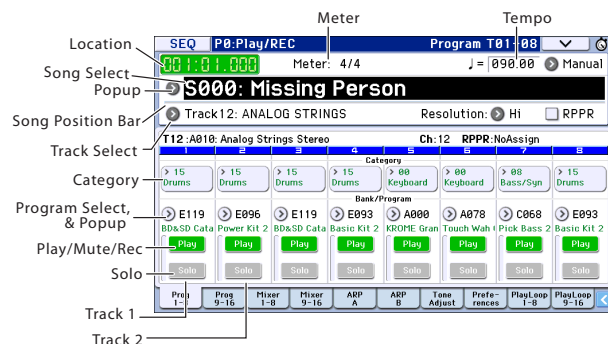 Meter
Tempo
Location
SEQ P0:Play/REC Program T01-08
001:01.000 Meter: 4/4 ♩= 090.00 Manual
Song Select
Popup
S000: Missing Person
Song Position Bar
Track12: ANALOG STRINGS Resolution: Hi RPPR
Track Select
T12:A010: Analog Strings Stereo Ch:12 RPPR:NoAssign
1 2 3 4 5 6 7 8
Category
Category
15 15 15 15 00 00 08 15
Drums Drums Drums Drums Keyboard Keyboard Bass/Syn Drums
Bank/Program
Program Select,
& Popup
E119 E096 E119 E093 A000 A078 C068 E093
BD&SD Cata Power Kit 2 BD&SD Cata Basic Kit 2 KROME Gran Touch Wah Pick Bass 2 Basic Kit 2
Play/Mute/Rec
Play Play Play Play Play Play Play Play
Solo
Solo Solo Solo Solo Solo Solo Solo Solo
Prog 1-8 Prog 9-16 Mixer 1-8 Mixer 9-16 ARP A ARP B Tone Adjust Prefe-rences PlayLoop 1-8 PlayLoop 9-16
Track 1
Track 2